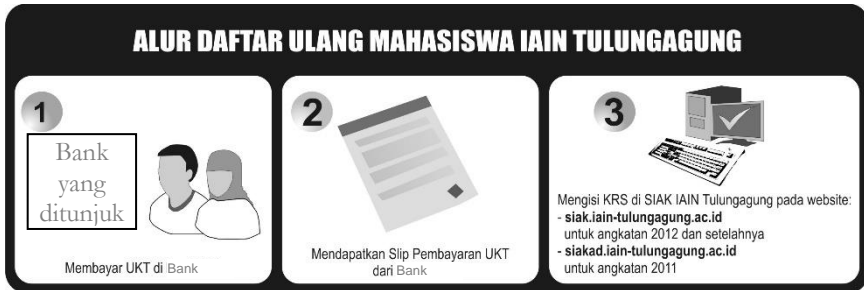 ALUR DAFTAR ULANG MAHASISWA IAIN TULUNGAGUNG
1
Bank
yang
ditunjuk
Membayar UKT di Bank
2
Mendapatkan Slip Pembayaran UKT
dari Bank
3
Mengisi KRS di SIAK IAIN Tulungagung pada website:
- siak.iain-tulungagung.ac.id
untuk angkatan 2012 dan setelahnya
- siakad.iain-tulungagung.ac.id
untuk angkatan 2011